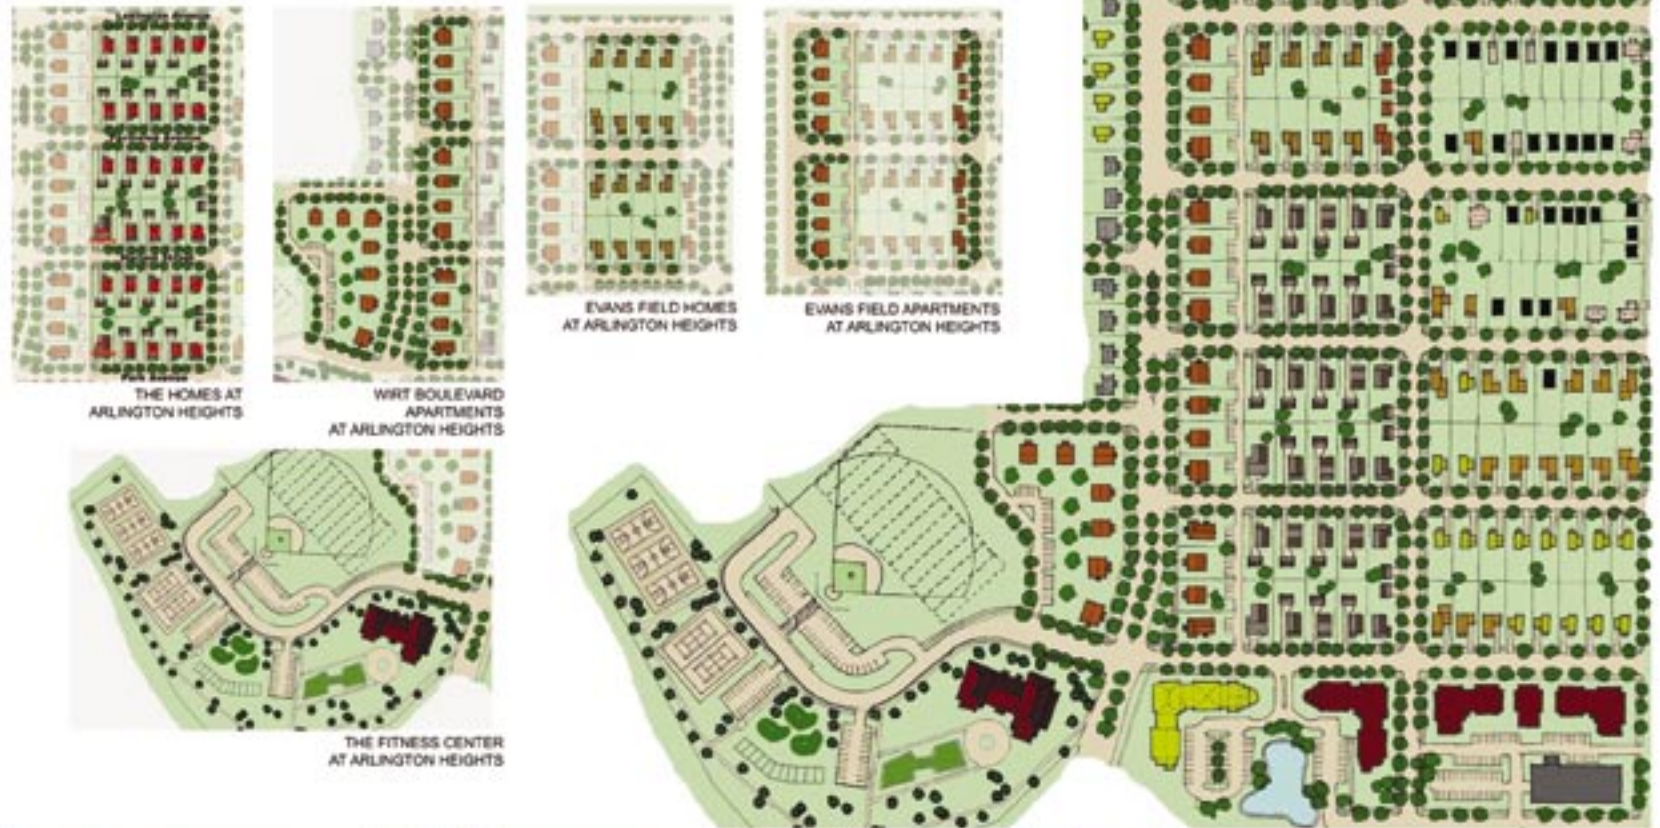 EVANS FIELD HOMES
AT ARLINGTON HEIGHTS
EVANS FIELD APARTMENTS
AT ARLINGTON HEIGHTS
THE HOMES AT
ARLINGTON HEIGHTS
WIRT BOULEVARD
APARTMENTS
AT ARLINGTON HEIGHTS
THE FITNESS CENTER
AT ARLINGTON HEIGHTS